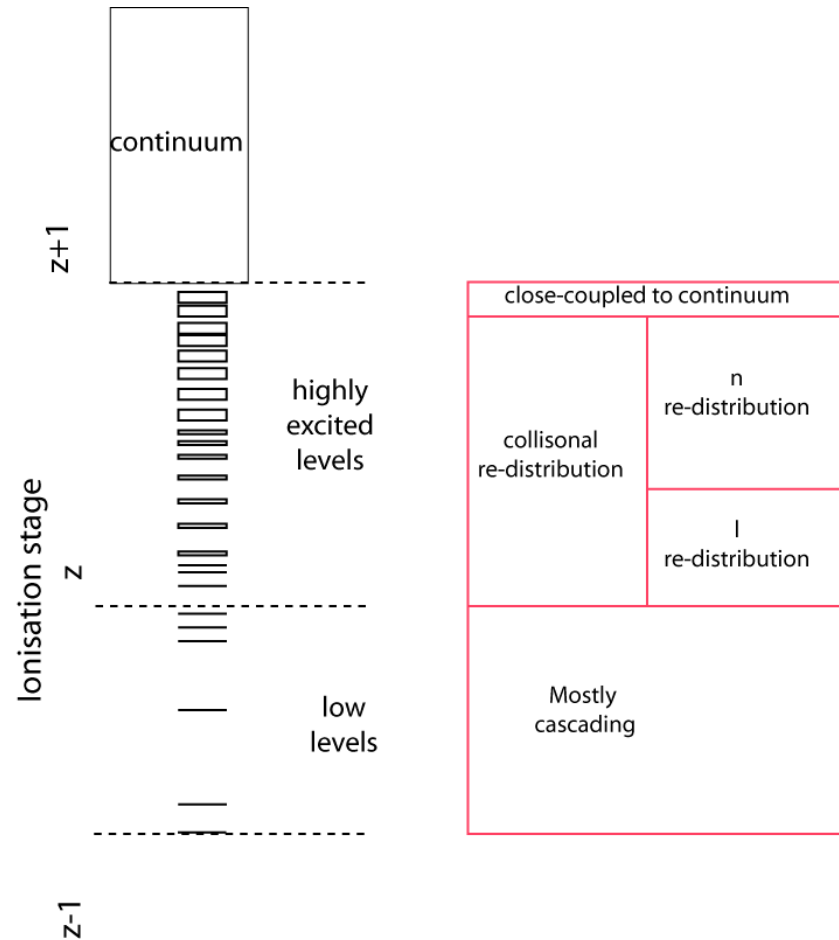 continuum
z+1
close-coupled to continuum
highly
excited
levels
collisonal
re-distribution
n
re-distribution
l
re-distribution
Ionisation stage
z
low
levels
Mostly
cascading
z-1